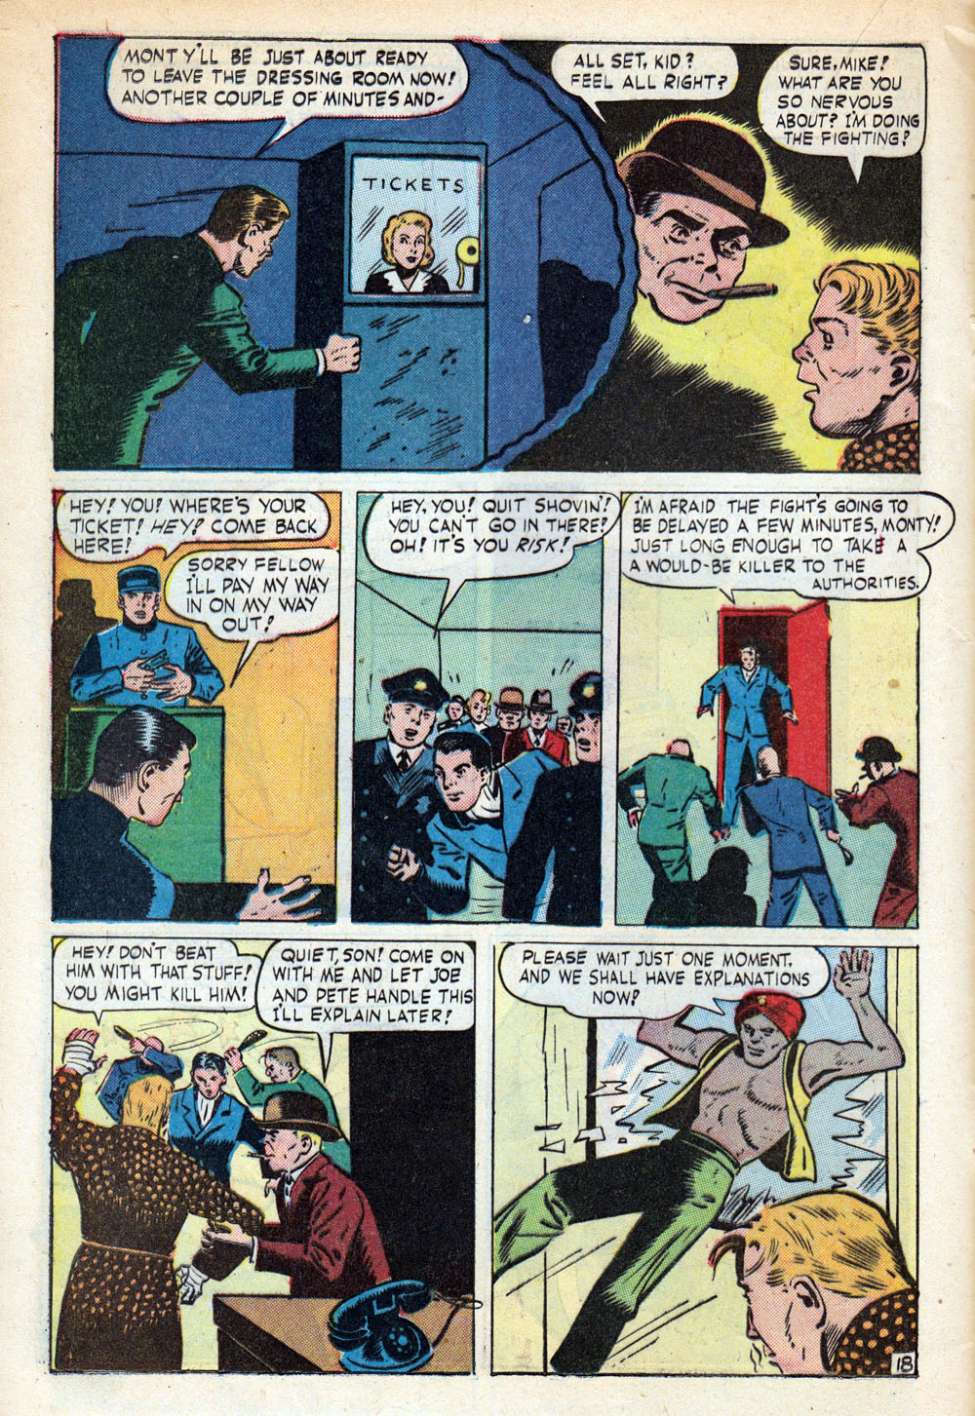 MONTY'LL BE JUST ABOUT READY
TO LEAVE THE DRESSING ROOM NOW!
ANOTHER COUPLE OF MINUTES AND-
TICKETS
ALL SET, KID?
FEEL ALL RIGHT?
SURE, MIKE!
WHAT ARE YOU
SO NERVOUS
ABOUT? I'M DOING
THE FIGHTING!
HEY! YOU! WHERE'S YOUR
TICKET! HEY! COME BACK
HERE!
SORRY FELLOW
I'LL PAY MY WAY
IN ON MY WAY
OUT!
HEY, YOU! QUIT SHOVIN'!
YOU CAN'T GO IN THERE!
OH! IT'S YOU RISK!
I'M AFRAID THE FIGHT'S GOING TO
BE DELAYED A FEW MINUTES, MONTY!
JUST LONG ENOUGH TO TAKE A
A WOULD-BE KILLER TO THE
AUTHORITIES.
HEY! DON'T BEAT
HIM WITH THAT STUFF!
YOU MIGHT KILL HIM!
QUIET, SON! COME ON
WITH ME AND LET JOE
AND PETE HANDLE THIS
I'LL EXPLAIN LATER!
PLEASE WAIT JUST ONE MOMENT,
AND WE SHALL HAVE EXPLANATIONS
NOW!
18